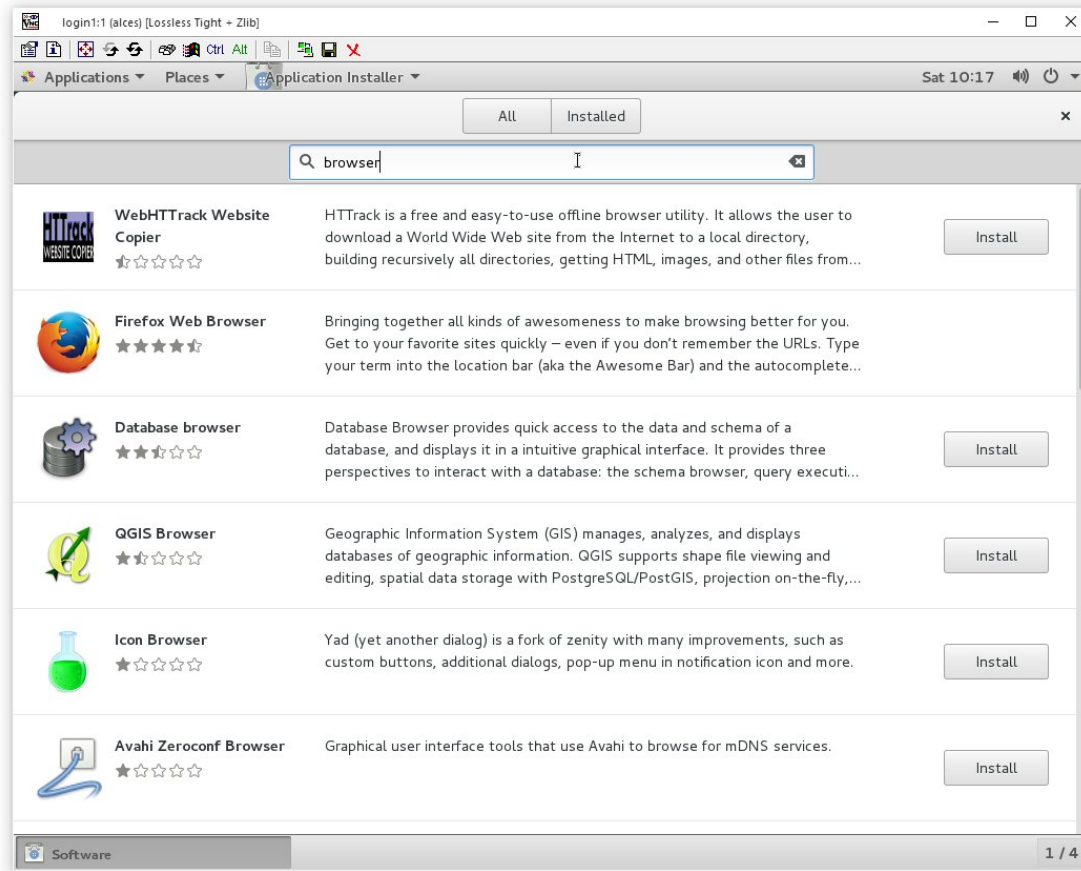 login1:1 (alces) [Lossless Tight + Zlib]
Ctrl Alt
Applications Places Application Installer Sat 10:17
All Installed
browser
HTTrack
WEBSITE COPIER
WebHTTrack Website
Copier
HTTrack is a free and easy-to-use offline browser utility. It allows the user to
download a World Wide Web site from the Internet to a local directory,
building recursively all directories, getting HTML, images, and other files from...
Install
Firefox Web Browser
Bringing together all kinds of awesomeness to make browsing better for you.
Get to your favorite sites quickly – even if you don't remember the URLs. Type
your term into the location bar (aka the Awesome Bar) and the autocomplete...
Database browser
Database Browser provides quick access to the data and schema of a
database, and displays it in a intuitive graphical interface. It provides three
perspectives to interact with a database: the schema browser, query executi...
Install
QGIS Browser
Geographic Information System (GIS) manages, analyzes, and displays
databases of geographic information. QGIS supports shape file viewing and
editing, spatial data storage with PostgreSQL/PostGIS, projection on-the-fly,...
Install
Icon Browser
Yad (yet another dialog) is a fork of zenity with many improvements, such as
custom buttons, additional dialogs, pop-up menu in notification icon and more.
Install
Avahi Zeroconf Browser
Graphical user interface tools that use Avahi to browse for mDNS services.
Install
Software
1 / 4